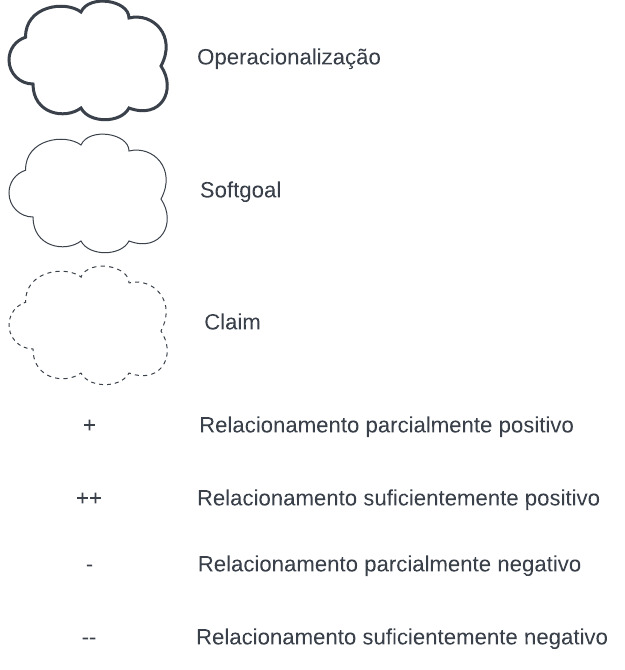 Operacionalização
Softgoal
Claim
+ Relacionamento parcialmente positivo
++ Relacionamento suficientemente positivo
- Relacionamento parcialmente negativo
-- Relacionamento suficientemente negativo